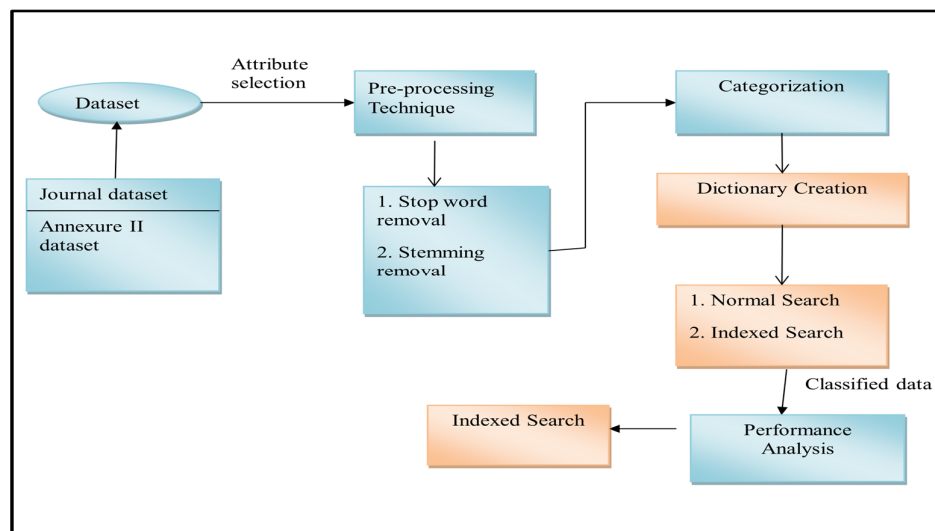 Dataset
Journal dataset
Annexure II
dataset
Attribute
selection
Pre-processing
Technique
1. Stop word
removal
2. Stemming
removal
Categorization
Dictionary Creation
1. Normal Search
2. Indexed Search
Classified data
Performance
Analysis
Indexed Search